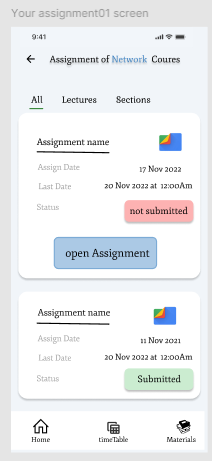 Your assignment01 screen
9:41
Assignment of Network Coures
All Lectures Sections
Assignment name
Assign Date 17 Nov 2022
Last Date 20 Nov 2022 at 12:00Am
Status not submitted
open Assignment
Assignment name
Assign Date 11 Nov 2021
Last Date 20 Nov 2022 at 12:00Am
Status Submitted
Home timeTable Materials